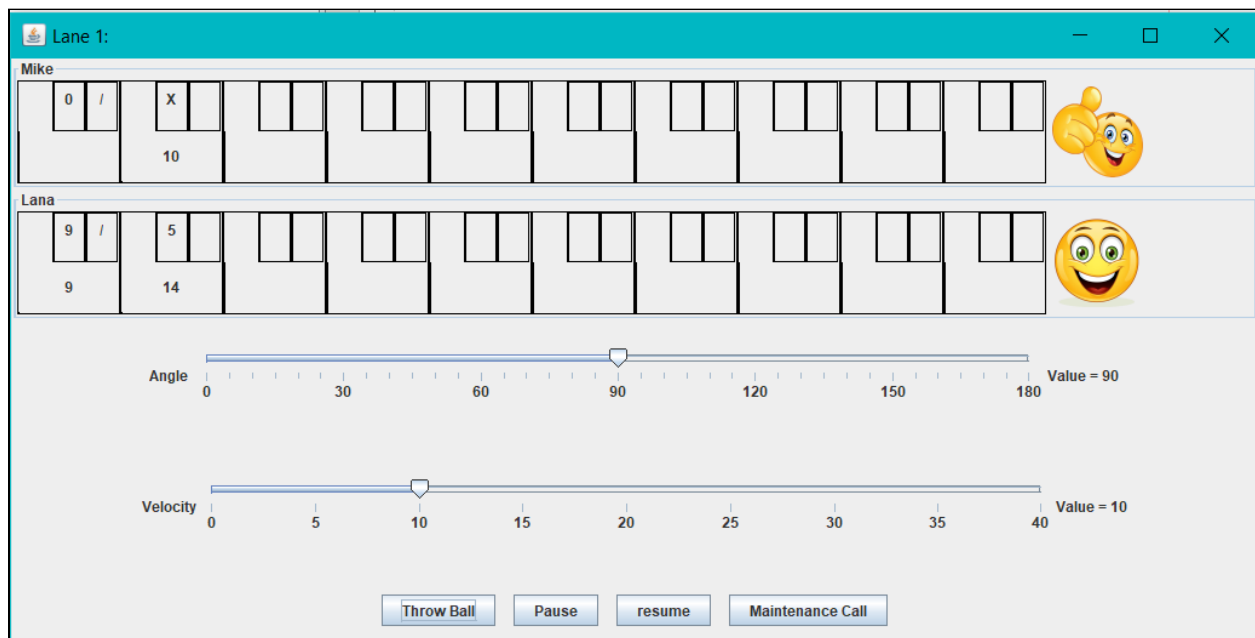 Lane 1:
Mike
0 / X
10
Lana
9 / 5
9 14
Angle
0 30 60 90 120 150 180
Value = 90
Velocity
0 5 10 15 20 25 30 35 40
Value = 10
Throw Ball Pause resume Maintenance Call